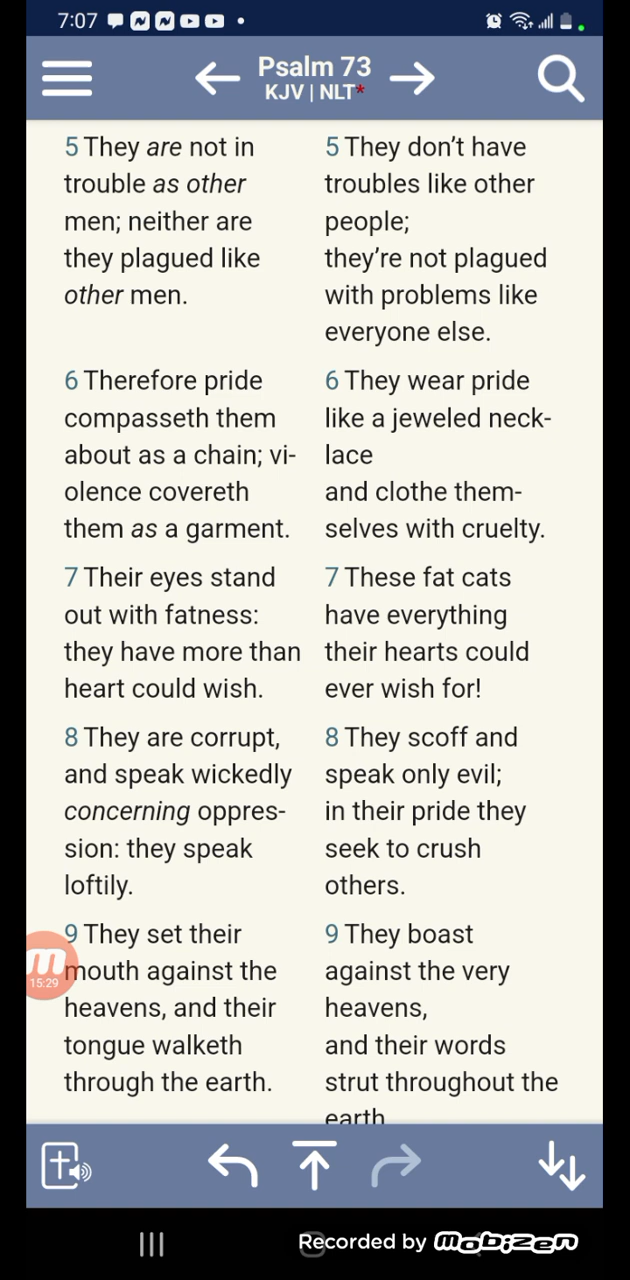 7:07
Psalm 73
KJV | NLT*
5 They are not in
trouble as other
men; neither are
they plagued like
other men.
5 They don't have
troubles like other
people;
they're not plagued
with problems like
everyone else.
6 Therefore pride
compasseth them
about as a chain; vi-
olence covereth
them as a garment.
6 They wear pride
like a jeweled neck-
lace
and clothe them-
selves with cruelty.
7 Their eyes stand
out with fatness:
they have more than
heart could wish.
7 These fat cats
have everything
their hearts could
ever wish for!
8 They are corrupt,
and speak wickedly
concerning oppres-
sion: they speak
loftily.
8 They scoff and
speak only evil;
in their pride they
seek to crush
others.
9 They set their
mouth against the
heavens, and their
tongue walketh
through the earth.
9 They boast
against the very
heavens,
and their words
strut throughout the
earth
15:29
Recorded by mobizen